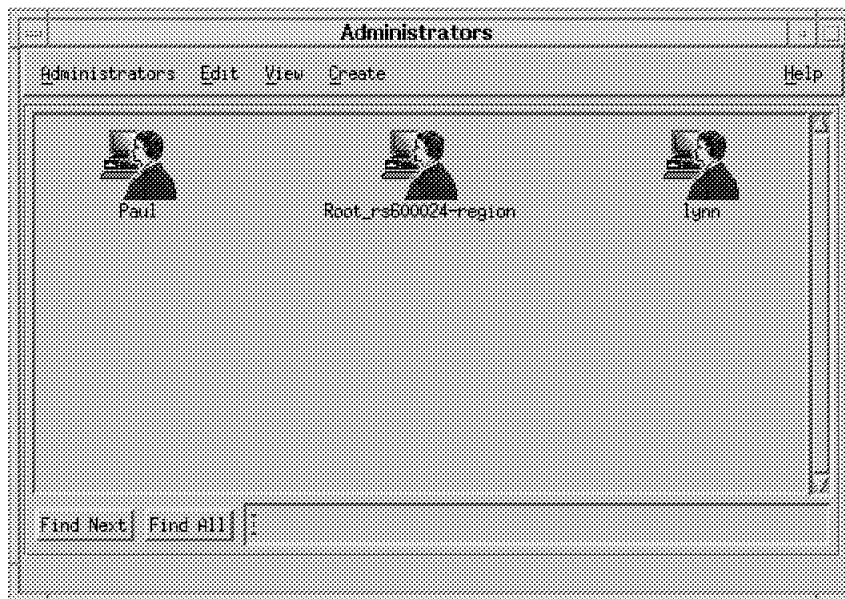 Administrators
Administrators Edit View Create Help
Paul Root_rs600024-region lynn
Find Next Find All